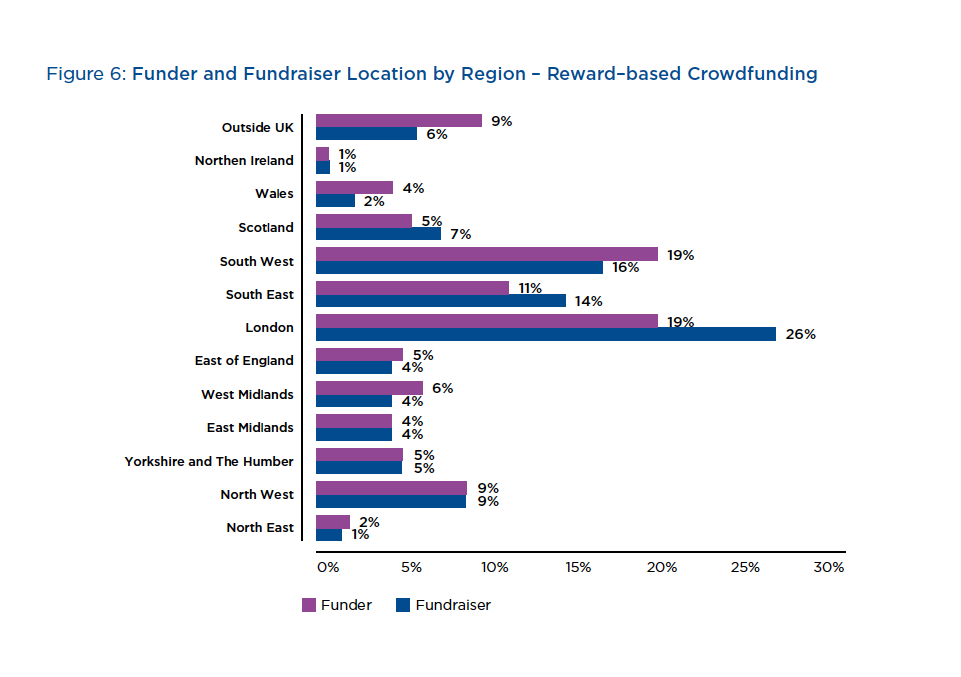 Figure 6: Funder and Fundraiser Location by Region – Reward–based Crowdfunding
Outside UK
9%
6%
Northen Ireland
1%
1%
Wales
4%
2%
Scotland
5%
7%
South West
19%
16%
South East
11%
14%
London
19%
26%
East of England
5%
4%
West Midlands
6%
4%
East Midlands
4%
4%
Yorkshire and The Humber
5%
5%
North West
9%
9%
North East
2%
1%
0% 5% 10% 15% 20% 25% 30%
Funder Fundraiser